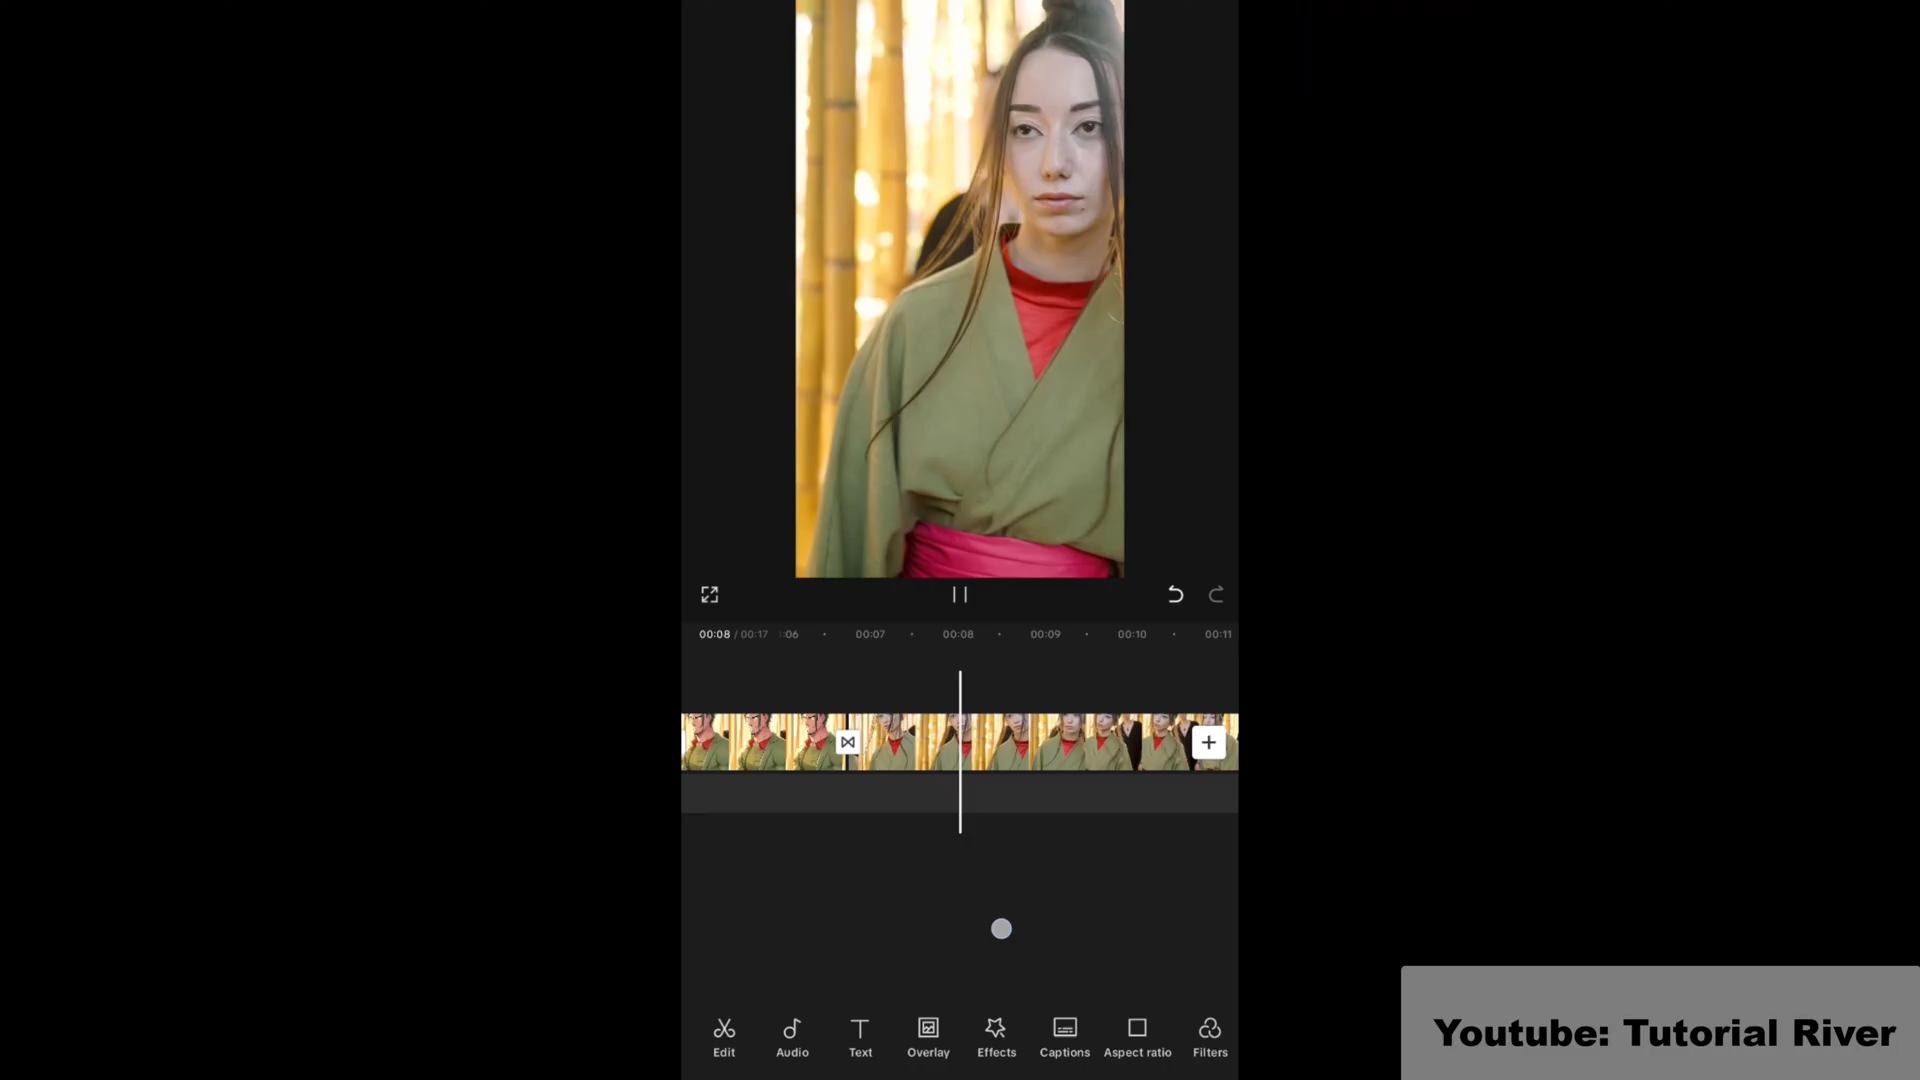 00:08 / 00:17 :06 00:07 00:08 00:09 00:10 00:11
Edit Audio Text Overlay Effects Captions Aspect ratio Filters
Youtube: Tutorial River